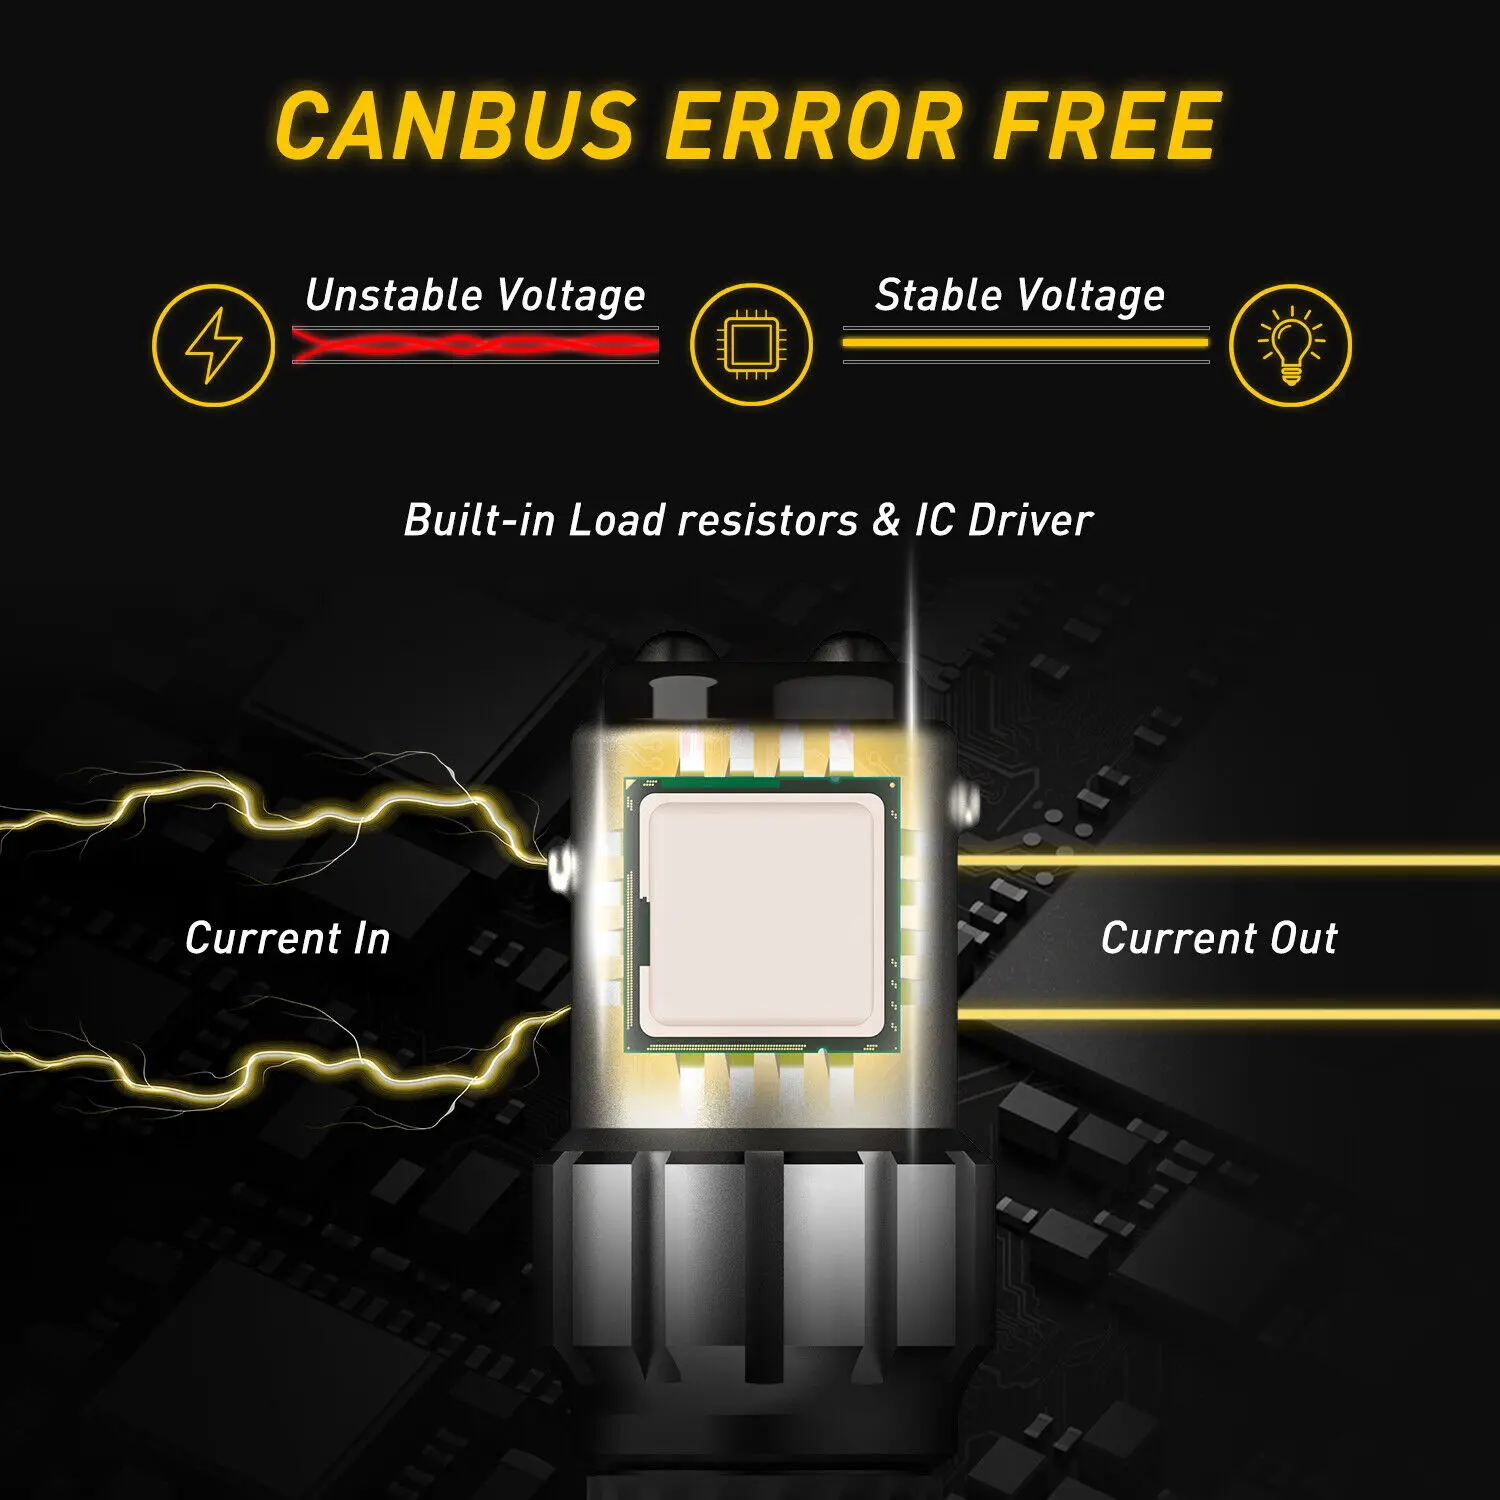 CANBUS ERROR FREE
Unstable Voltage
Stable Voltage
Built-in Load resistors & IC Driver
Current In
Current Out